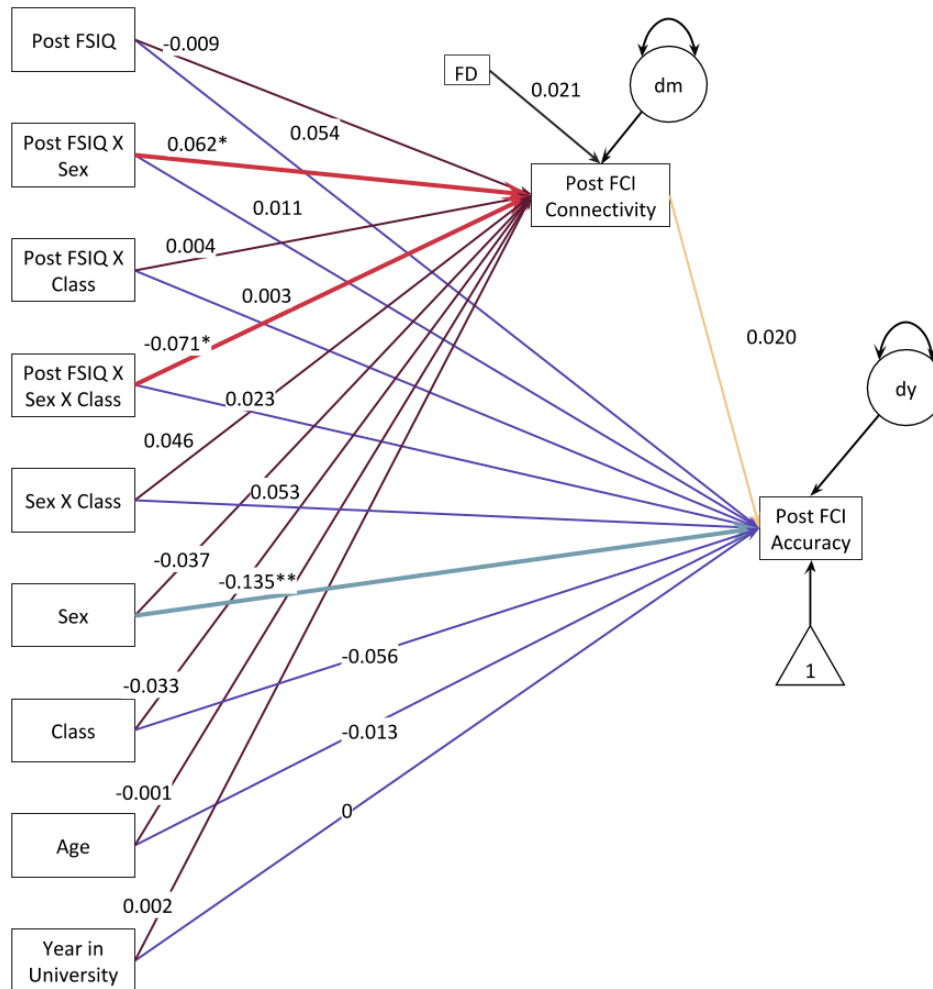 Post FSIQ
-0.009
FD
0.021
dm
0.054
Post FSIQ X
Sex
0.062*
Post FCI
Connectivity
0.011
Post FSIQ X
Class
0.004
0.003
Post FSIQ X
Sex X Class
-0.071*
0.020
dy
0.023
Sex X Class
0.046
0.053
Post FCI
Accuracy
Sex
-0.037
-0.135**
1
Class
-0.033
-0.056
Age
-0.001
-0.013
0
Year in
University
0.002